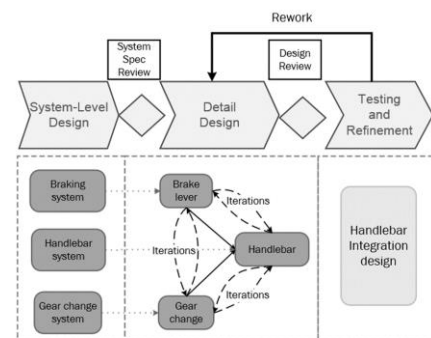 Rework
System
Spec
Review
Design
Review
System-Level
Design
Detail
Design
Testing
and
Refinement
Braking
system
Brake
lever
Iterations
Handlebar
system
Iterations
Handlebar
Handlebar
Integration
design
Iterations
Gear change
system
Gear
change